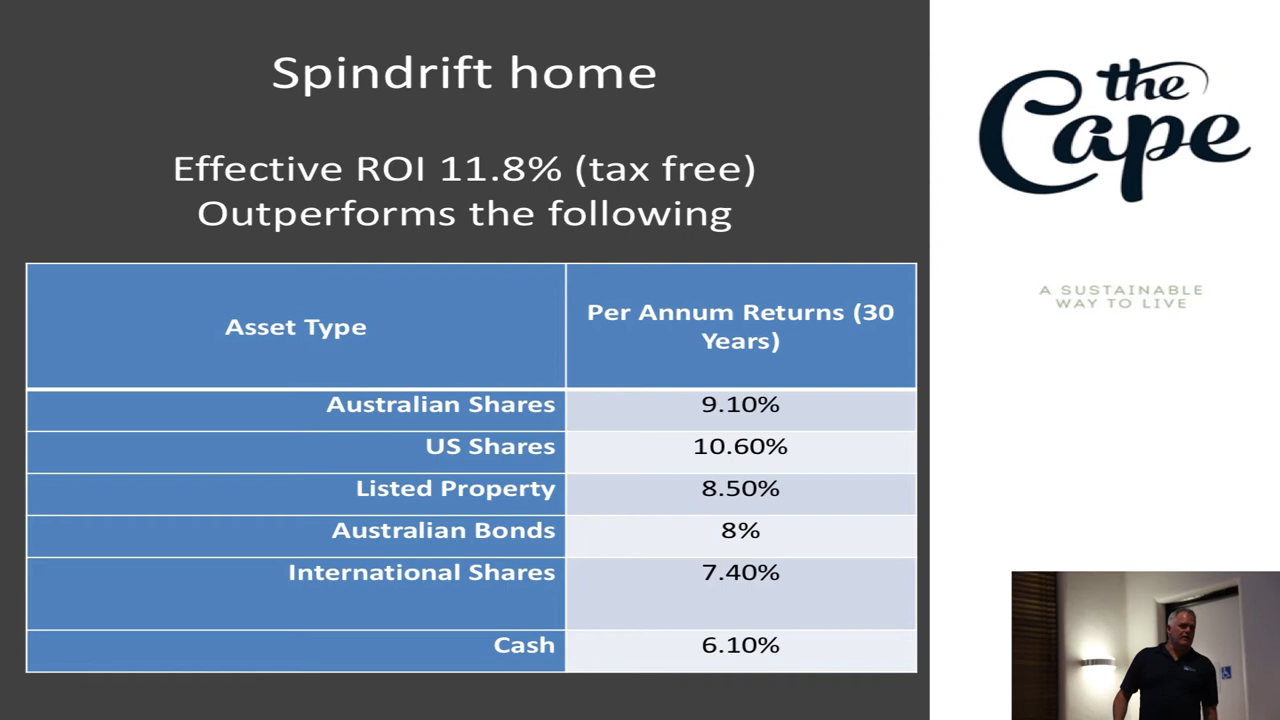 Spindrift home
Effective ROI 11.8% (tax free)
Outperforms the following
Asset Type
Per Annum Returns (30
Years)
Australian Shares 9.10%
US Shares 10.60%
Listed Property 8.50%
Australian Bonds 8%
International Shares 7.40%
Cash 6.10%
the
Cape
A SUSTAINABLE
WAY TO LIVE